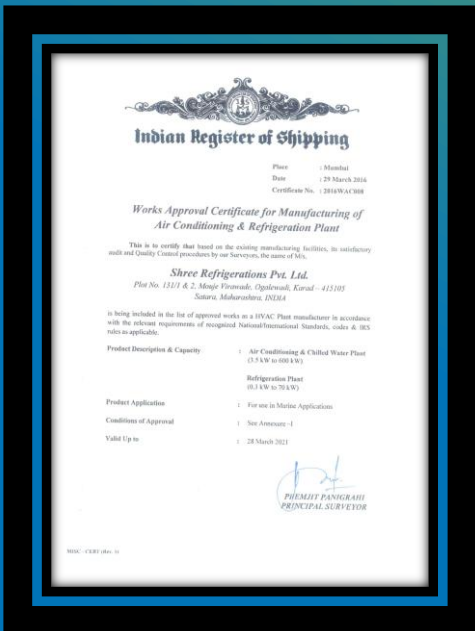 Indian Register of Shipping
Place : Mumbai
Date : 29 March 2016
Certificate No. : 2016WAC008
Works Approval Certificate for Manufacturing of
Air Conditioning & Refrigeration Plant
This is to certify that based on the existing manufacturing facilities, its satisfactory
audit and Quality Control procedures by our Surveyors, the name of M/s,
Shree Refrigerations Pvt. Ltd.
Plot No. 131/1 & 2, Mouje Virawade, Ogalewadi, Karad – 415105
Satara, Maharashtra, INDIA
is being included in the list of approved works as a HVAC Plant manufacturer in accordance
with the relevant requirements of recognized National/International Standards, codes & IRS
rules as applicable.
Product Description & Capacity : Air Conditioning & Chilled Water Plant
(3.5 kW to 600 kW)
Refrigeration Plant
(0.3 kW to 70 kW)
Product Application : For use in Marine Applications
Conditions of Approval : See Annexure –I
Valid Up to : 28 March 2021
PHEMJIT PANIGRAHI
PRINCIPAL SURVEYOR
MISC - CERT (Rev. 1)